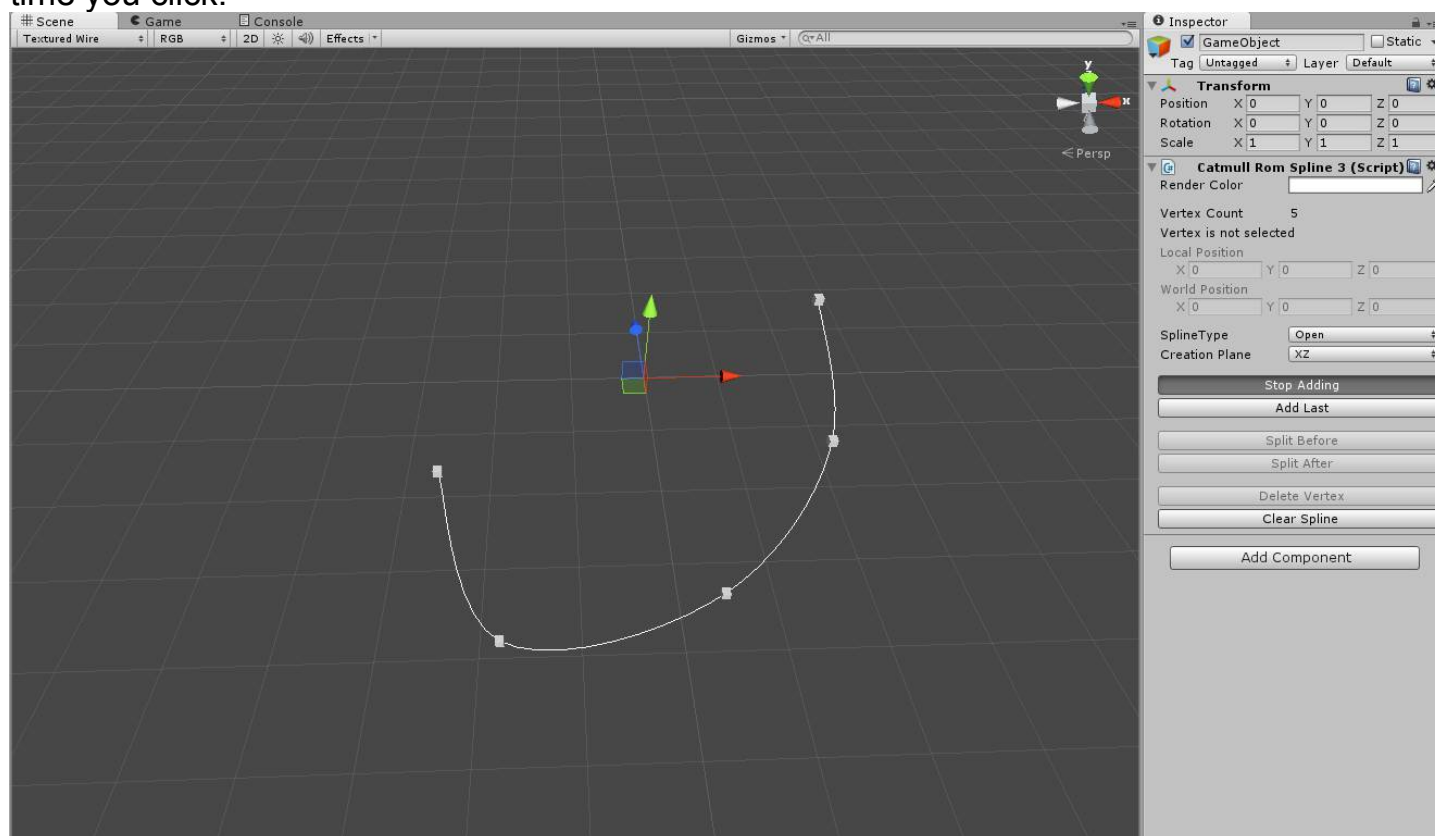 time you click.
Scene Game Console
Textured Wire RGB 2D Effects Gizmos All
y
x
Persp
Inspector
GameObject Static
Tag Untagged Layer Default
Transform
Position X 0 Y 0 Z 0
Rotation X 0 Y 0 Z 0
Scale X 1 Y 1 Z 1
Catmull Rom Spline 3 (Script)
Render Color
Vertex Count 5
Vertex is not selected
Local Position
X 0 Y 0 Z 0
World Position
X 0 Y 0 Z 0
SplineType Open
Creation Plane XZ
Stop Adding
Add Last
Split Before
Split After
Delete Vertex
Clear Spline
Add Component